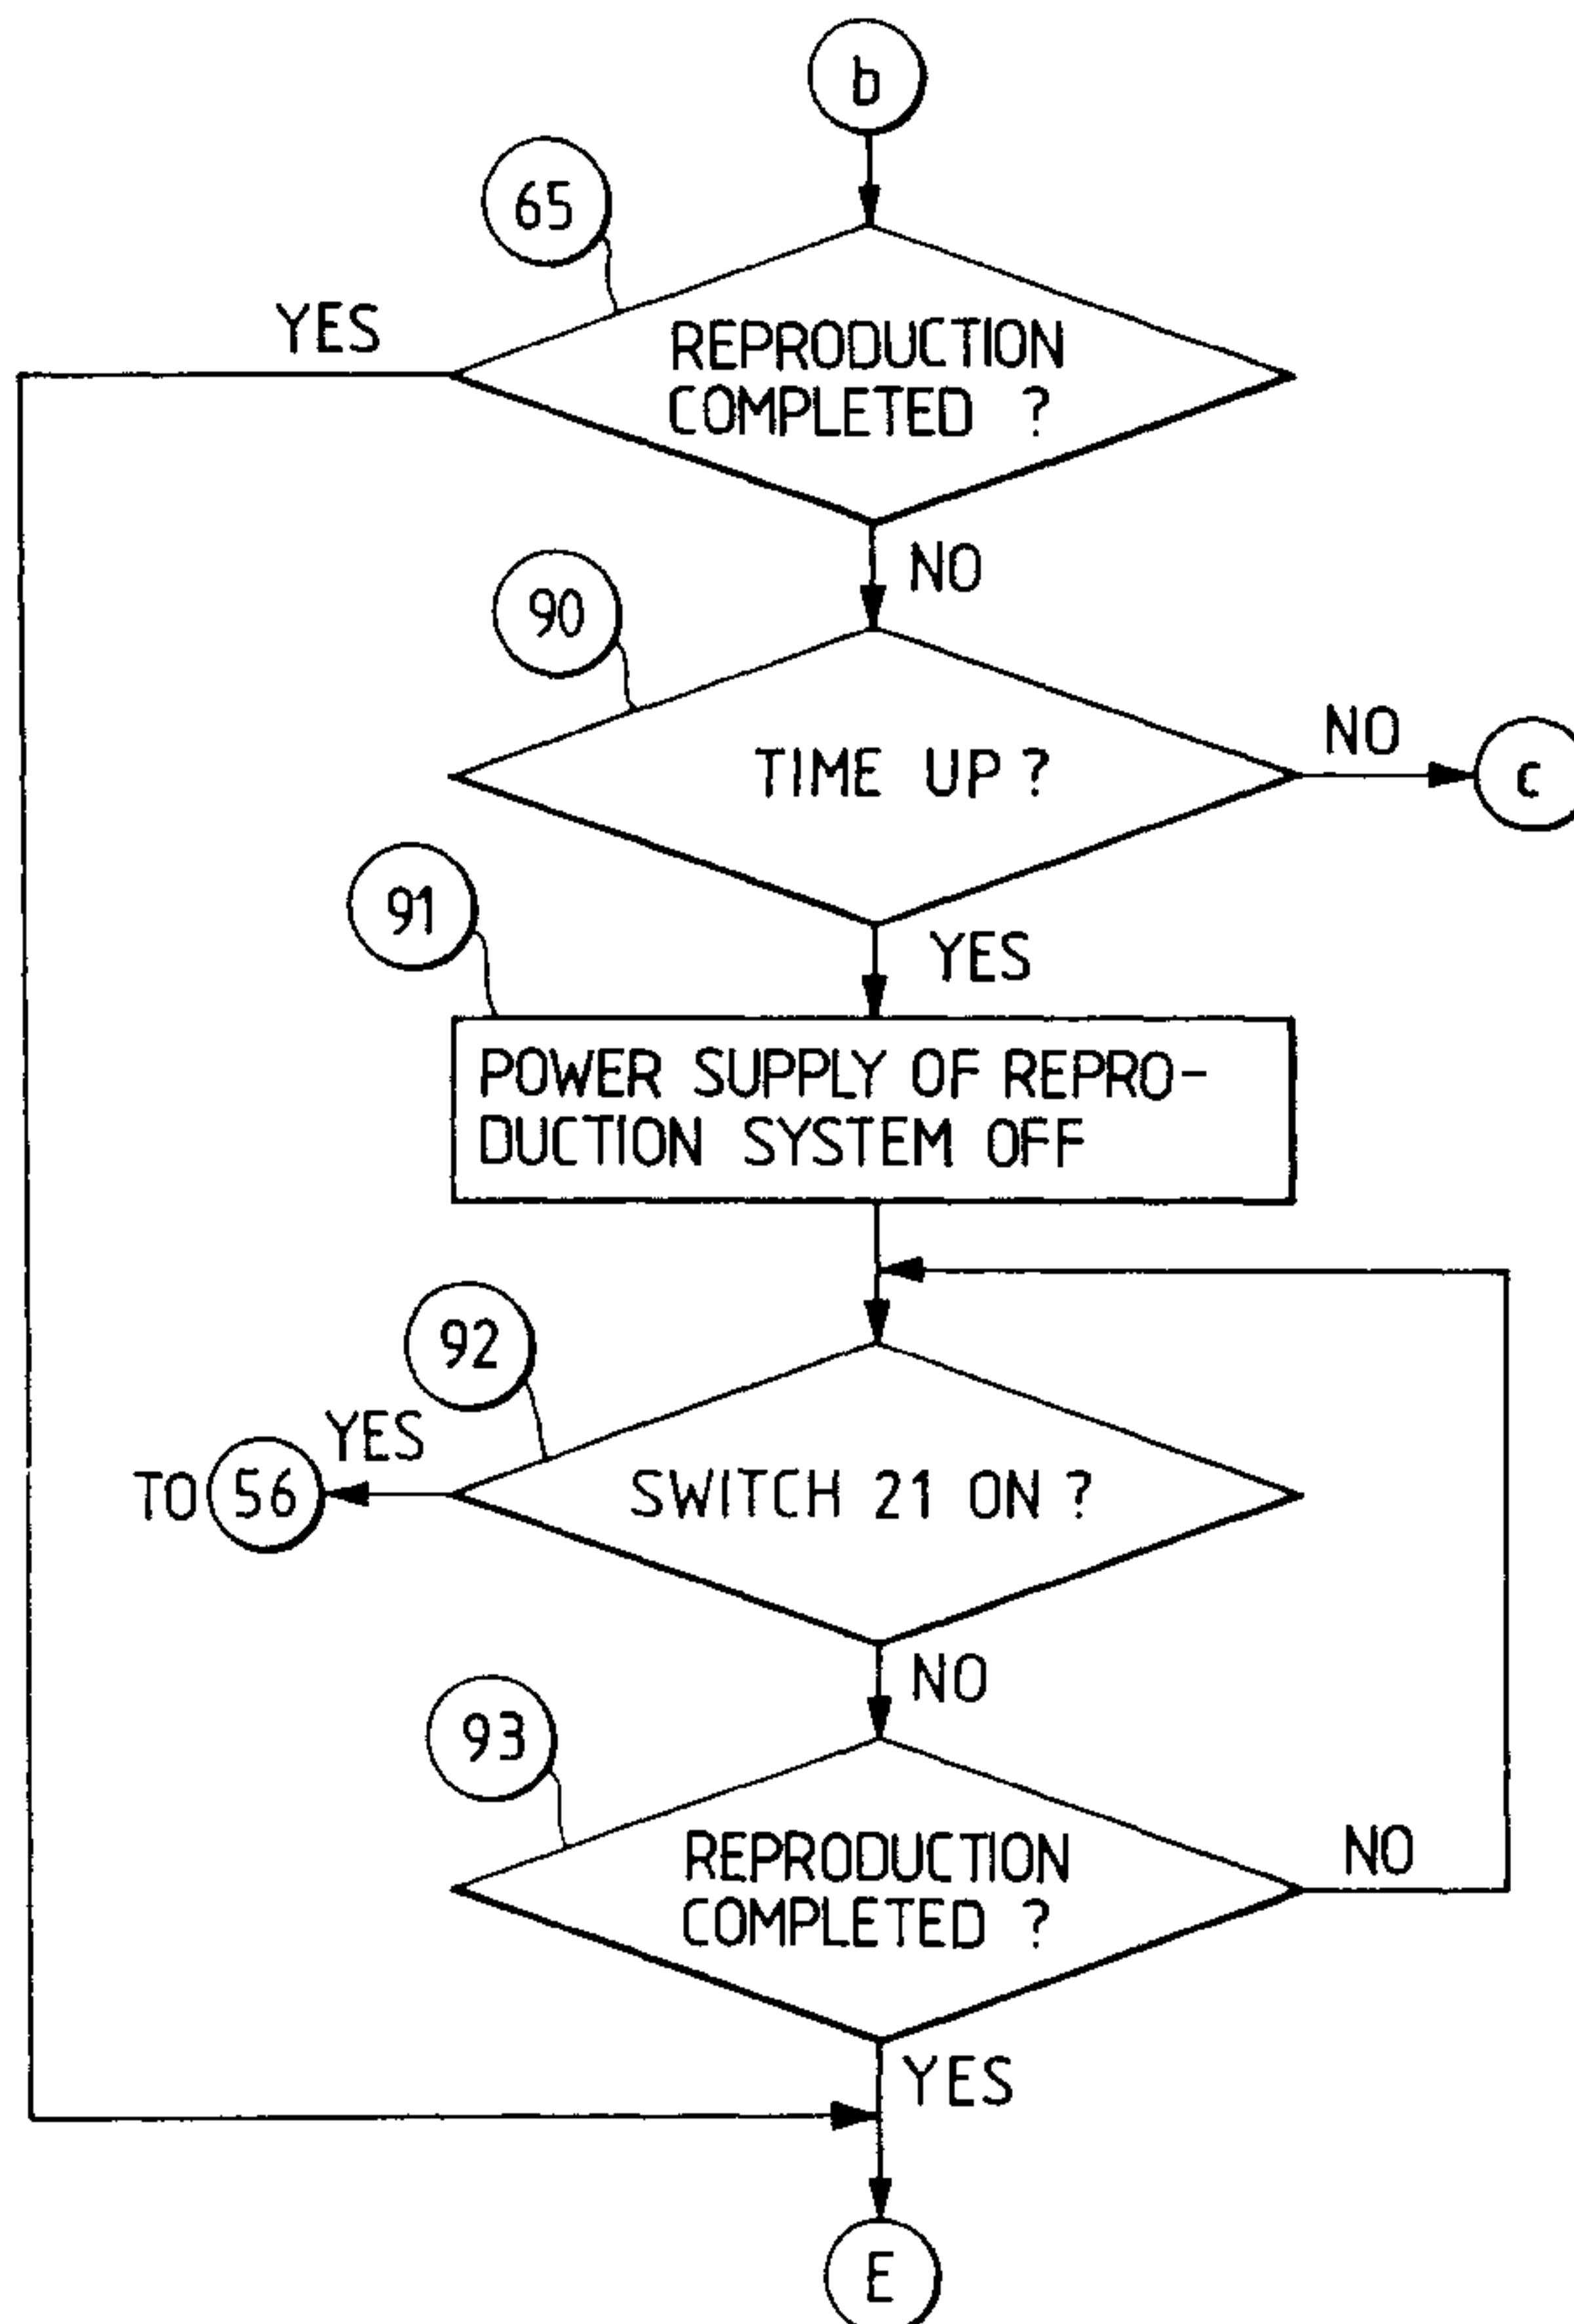 b
65
YES
REPRODUCTION
COMPLETED ?
NO
90
TIME UP ?
NO
c
91
YES
POWER SUPPLY OF REPRO-
DUCTION SYSTEM OFF
92
YES
TO 56
SWITCH 21 ON ?
NO
93
REPRODUCTION
COMPLETED ?
NO
YES
E